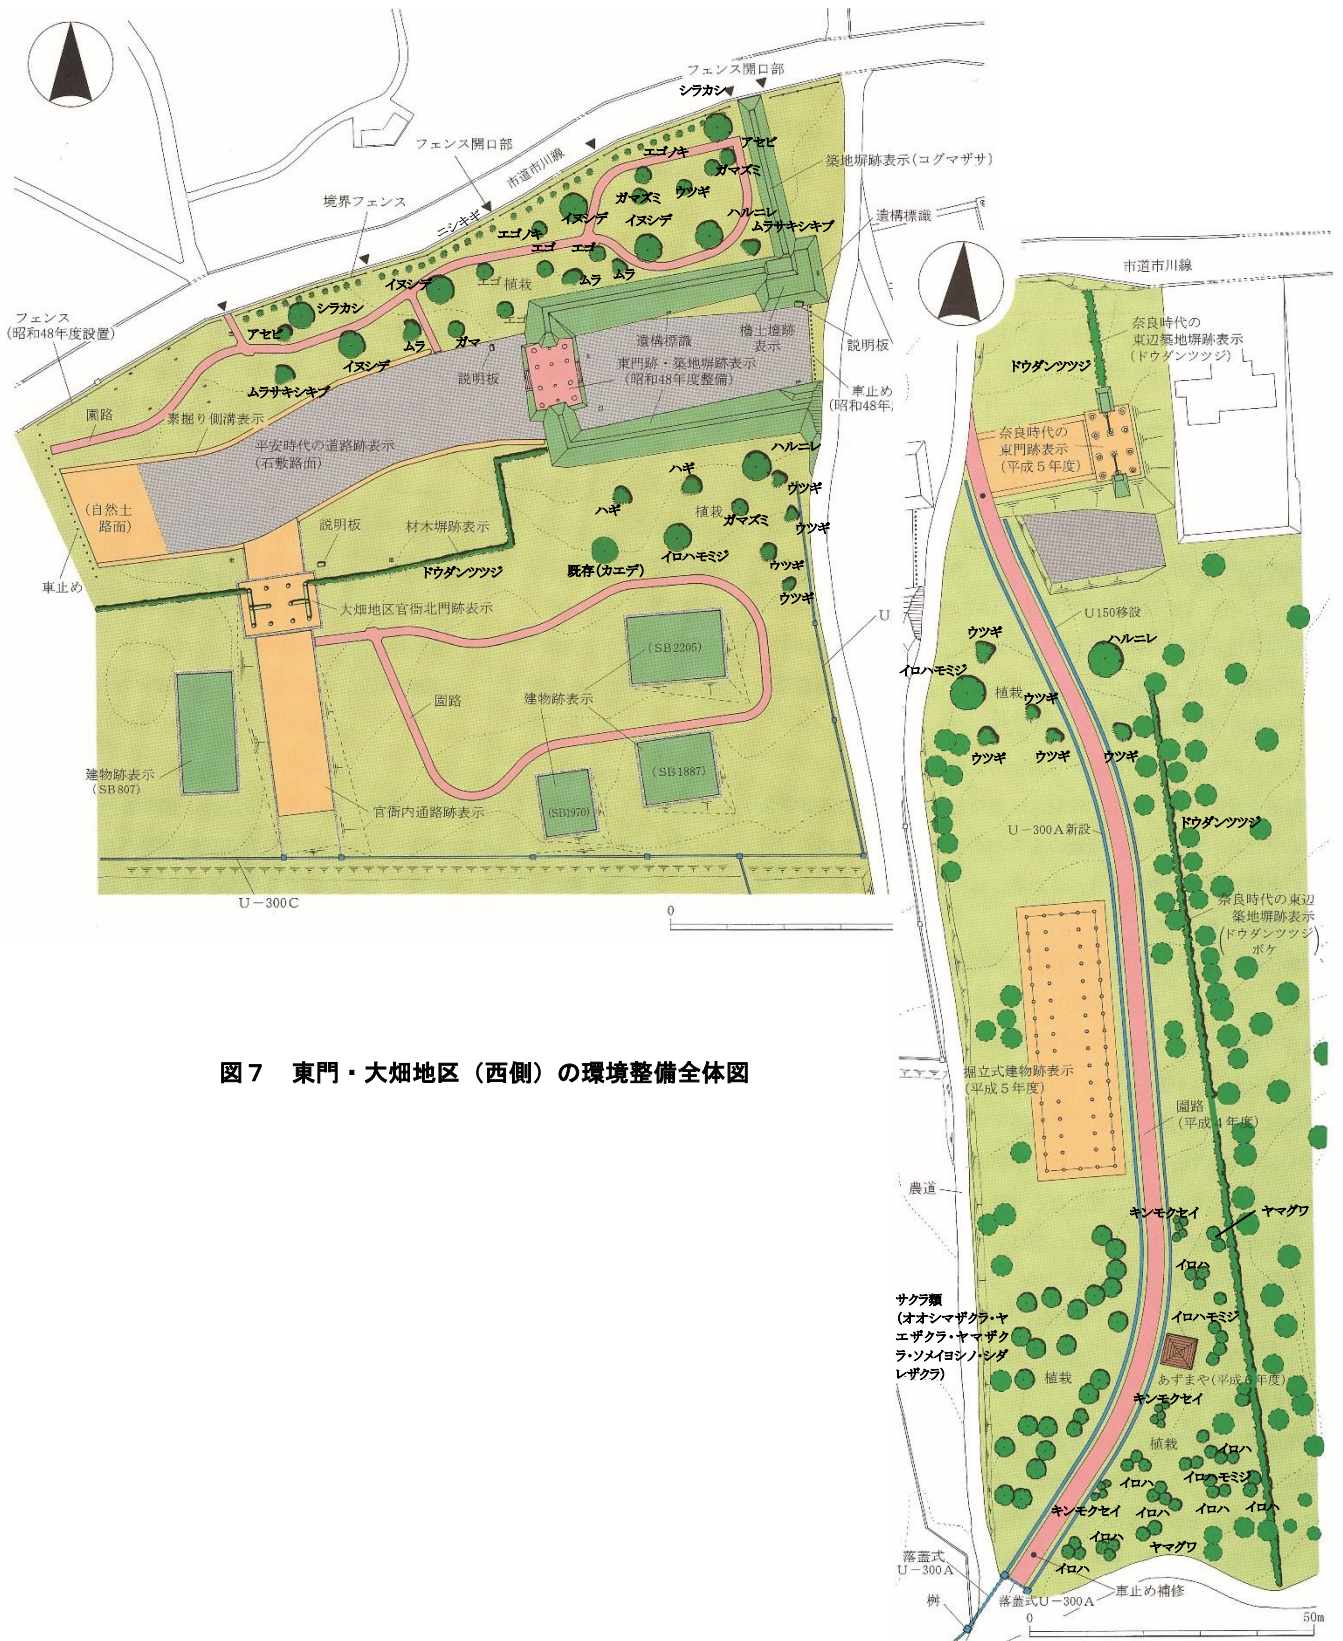 フェンス開口部
シラカシ
フェンス開口部
市道市川線
エゴノキ
アセビ
築地塀跡表示(コグマザサ)
ガマズミ
境界フェンス
ニシキギ
ガマズミ
ウツギ
イヌシデ
イヌシデ
ハルニレ
遺構標識
ムラサキシキブ
エゴノキ
エゴ
エゴ
イヌシデ
エゴ
植栽
ムラ
ムラ
フェンス
(昭和48年度設置)
シラカシ
アセビ
エゴ
ムラ
ガマ
遺構標識
櫓土壇跡
表示
説明板
イヌシデ
説明板
東門跡・築地塀跡表示
(昭和48年度整備)
ムラサキシキブ
車止め
(昭和48年
園路
素掘り側溝表示
平安時代の道路跡表示
(石敷路面)
ハルニレ
ハギ
ウツギ
(自然土
路面)
ハギ
植栽
ガマズミ
ウツギ
説明板
材木塀跡表示
イロハモミジ
既存(カエデ)
ウツギ
ドウダンツツジ
車止め
ウツギ
大畑地区官衙北門跡表示
U
(SB2205)
園路
建物跡表示
建物跡表示
(SB807)
(SB1887)
官衙内通路跡表示
(SB1970)
U－300C
0
図７　東門・大畑地区（西側）の環境整備全体図
市道市川線
奈良時代の
東辺築地塀跡表示
(ドウダンツツジ)
ドウダンツツジ
奈良時代の
東門跡表示
(平成５年度)
U150移設
ウツギ
ハルニレ
イロハモミジ
植栽
ウツギ
ウツギ
ウツギ
ウツギ
ドウダンツツジ
U－300A新設
奈良時代の東辺
築地塀跡表示
(ドウダンツツジ)
ボケ
掘立式建物跡表示
(平成５年度)
園路
(平成４年度)
農道
キンモクセイ
ヤマグワ
イロハ
サクラ類
(オオシマザクラ・ヤ
エザクラ・ヤマザク
ラ・ソメイヨシノ・シダ
レザクラ)
イロハモミジ
植栽
あずまや(平成６年度)
キンモクセイ
植栽
イロハ
イロハ
イロハモミジ
キンモクセイ
イロハ
イロハ
イロハ
イロハ
ヤマグワ
落蓋式
U－300A
イロハ
車止め補修
桝
落蓋式U－300A
0
50m